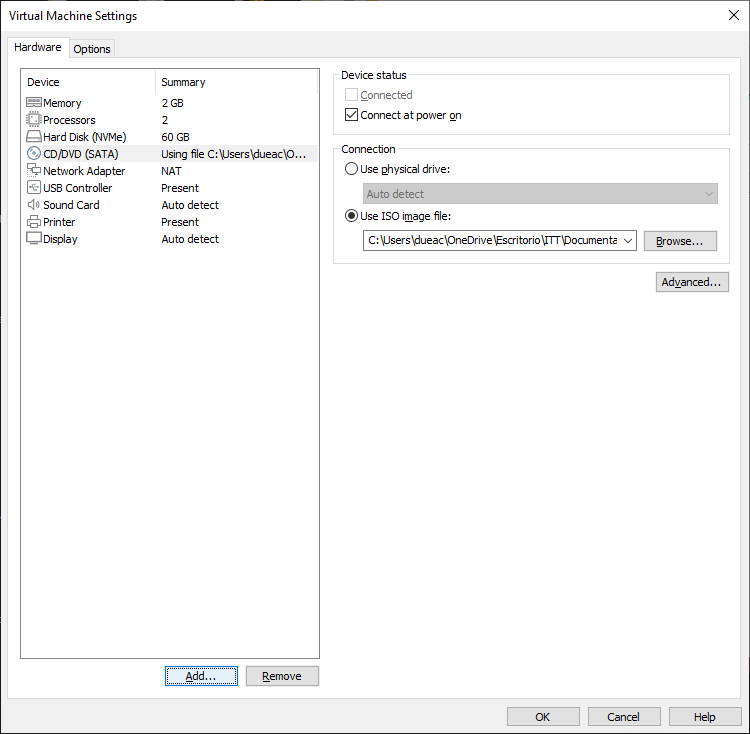 Virtual Machine Settings
Hardware Options
Device Summary
Memory 2 GB
Processors 2
Hard Disk (NVMe) 60 GB
CD/DVD (SATA) Using file C:\Users\dueac\O...
Network Adapter NAT
USB Controller Present
Sound Card Auto detect
Printer Present
Display Auto detect
Add... Remove
Device status
Connected
Connect at power on
Connection
Use physical drive:
Auto detect
Use ISO image file:
C:\Users\dueac\OneDrive\Escritorio\ITT\Documenta Browse...
Advanced...
OK Cancel Help